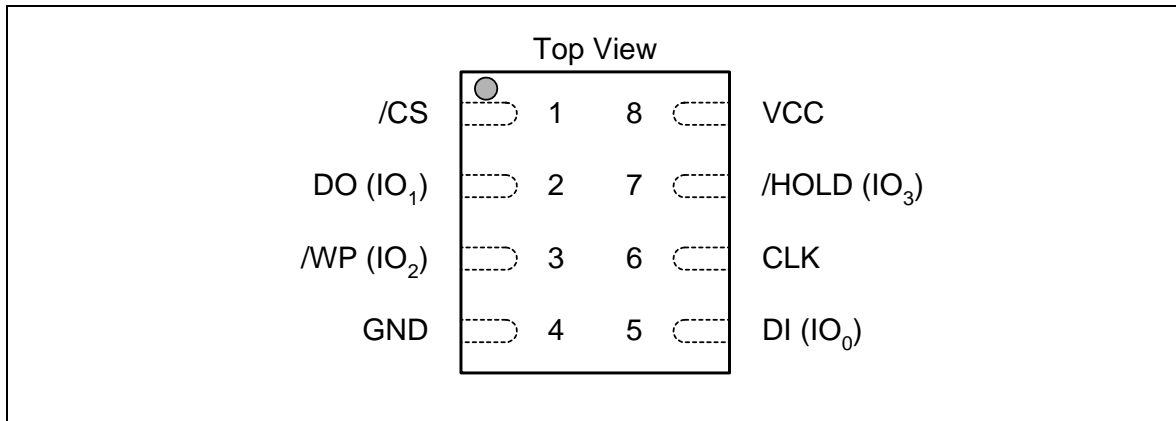 Top View
/CS 1 8 VCC
DO (IO1) 2 7 /HOLD (IO3)
/WP (IO2) 3 6 CLK
GND 4 5 DI (IO0)